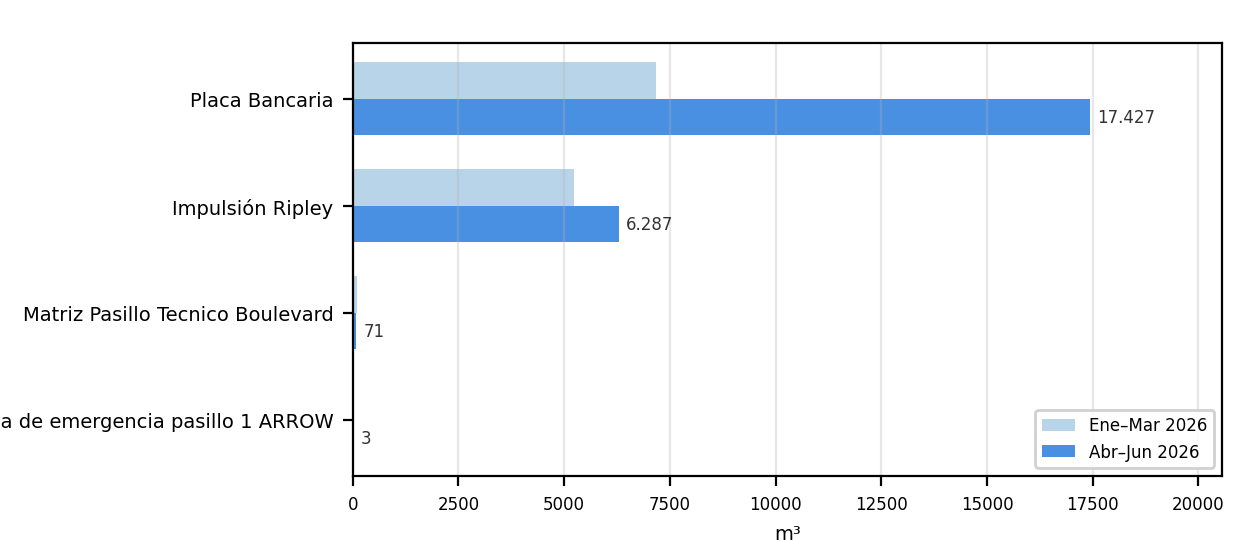 Placa Bancaria
17.427
Impulsión Ripley
6.287
Matriz Pasillo Tecnico Boulevard
71
a de emergencia pasillo 1 ARROW
3
Ene–Mar 2026
Abr–Jun 2026
0 2500 5000 7500 10000 12500 15000 17500 20000
m³